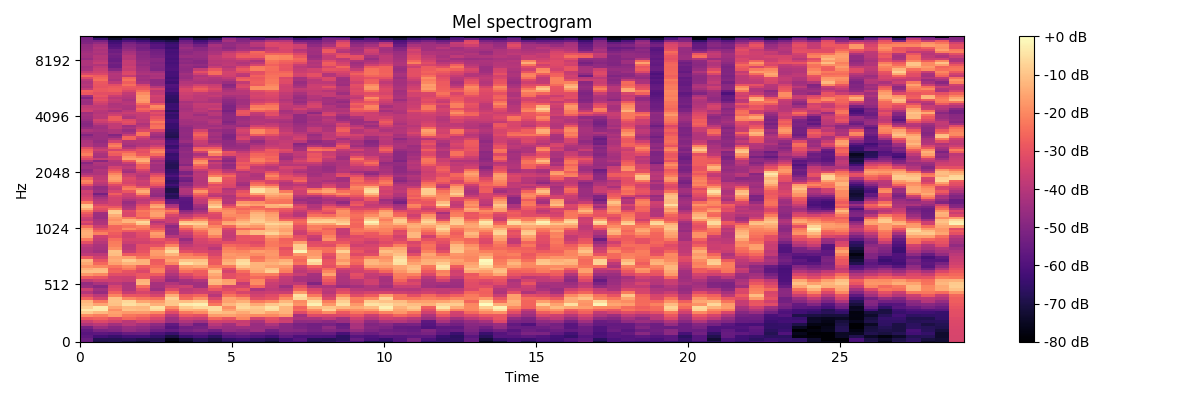 Mel spectrogram
8192
4096
2048
1024
512
0
Hz
0 5 10 15 20 25
Time
+0 dB
-10 dB
-20 dB
-30 dB
-40 dB
-50 dB
-60 dB
-70 dB
-80 dB